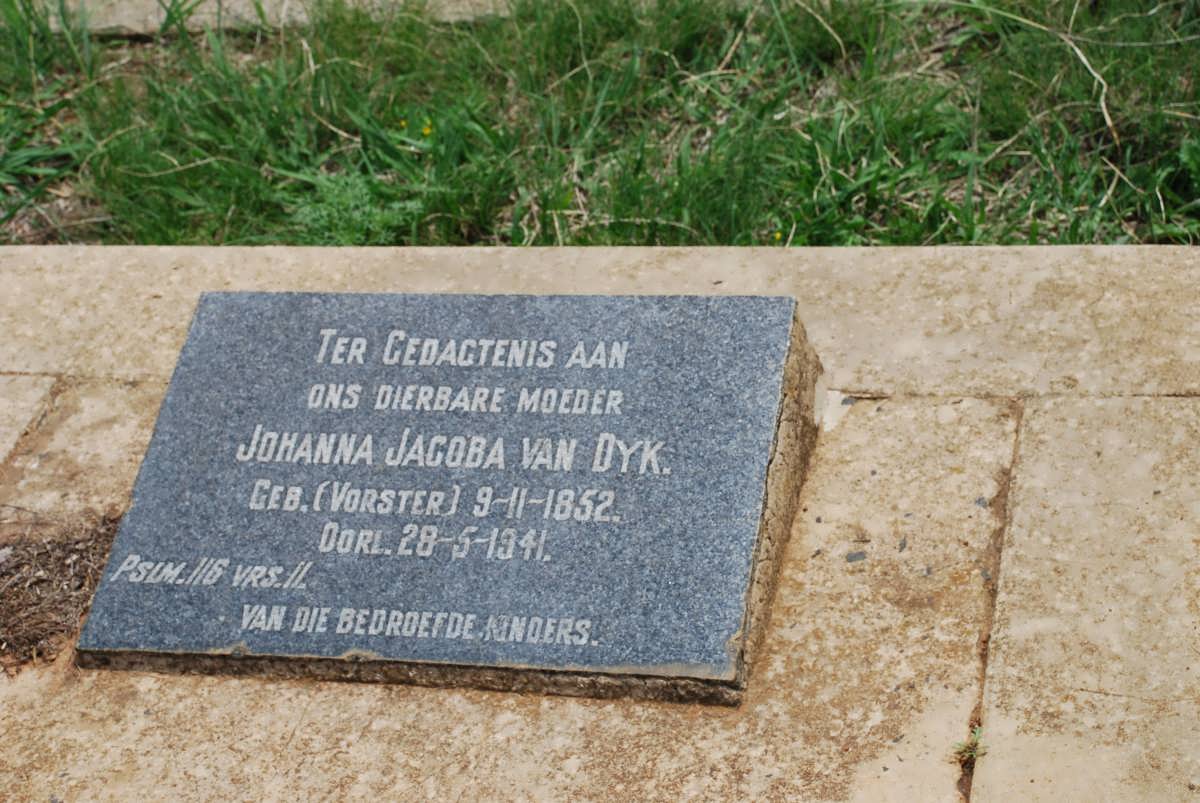 TER GEDACTENIS AAN
ONS DIERBARE MOEDER
JOHANNA JACOBA VAN DYK.
GEB. (VORSTER) 9-11-1852.
OORL. 28-5-1941.
PSLM. 116 VRS. 11.
VAN DIE BEDROEFDE KINDERS.